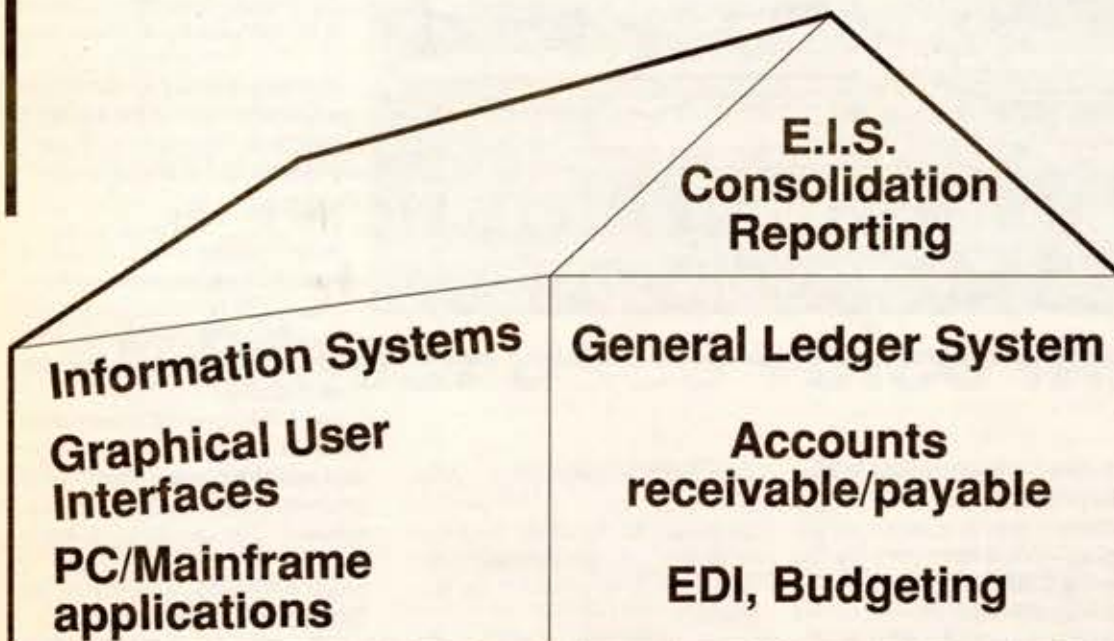 E.I.S.
Consolidation
Reporting
Information Systems
Graphical User
Interfaces
PC/Mainframe
applications
General Ledger System
Accounts
receivable/payable
EDI, Budgeting